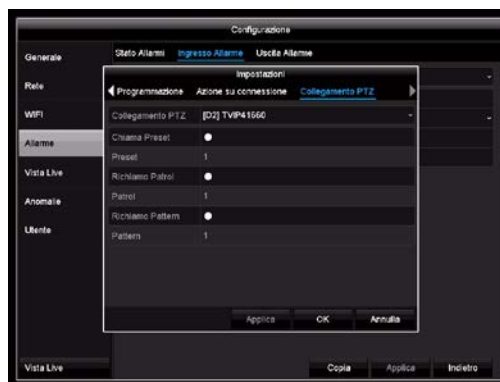 Configurazione
Generale
Stato Allarmi Ingresso Allarme Uscita Allarme
Impostazioni
Programmazione Azione su connessione Collegamento PTZ
Rete
WIFI
Collegamento PTZ [D2] TVIP41660
Allarme
Chiama Preset
Preset 1
Vista Live
Richiamo Patrol
Patrol 1
Anomalie
Richiamo Pattern
Utente
Pattern 1
Applica OK Annulla
Vista Live
Copia Applica Indietro